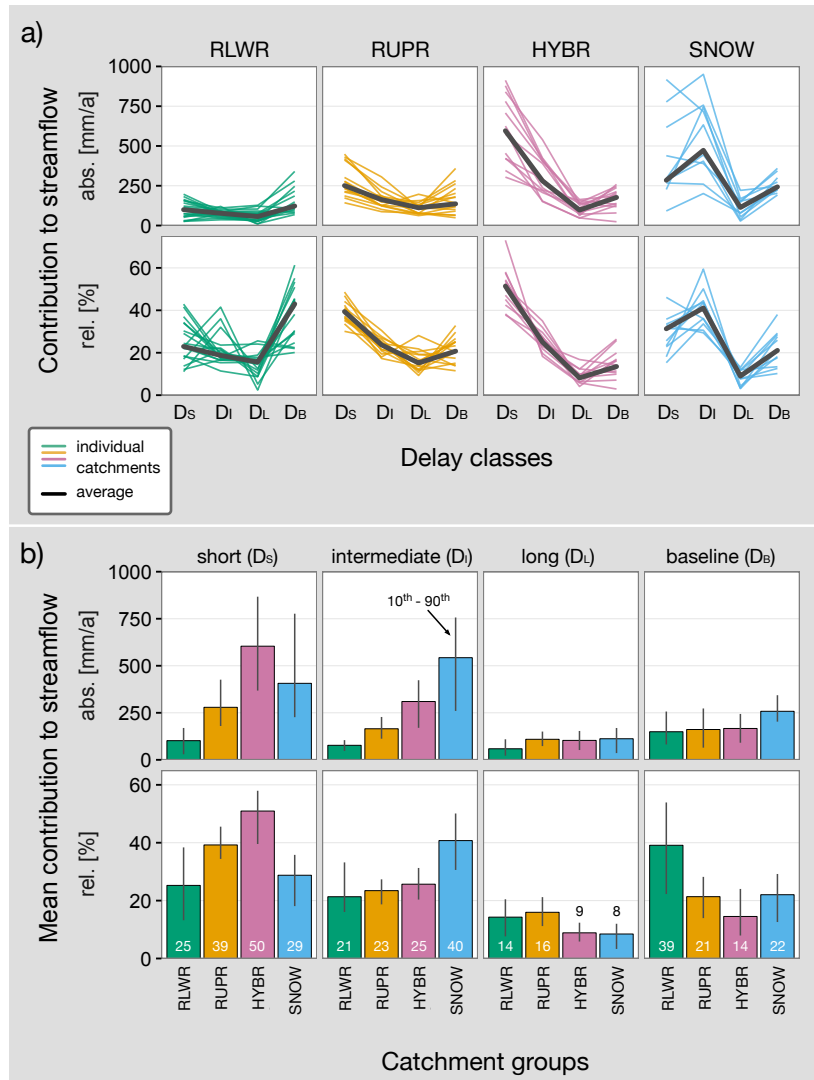 a)
RLWR RUPR HYBR SNOW
Contribution to streamflow
abs. [mm/a]
1000
750
500
250
0
rel. [%]
60
40
20
0
DS DI DL DB DS DI DL DB DS DI DL DB DS DI DL DB
Delay classes
individual
catchments
average
b)
short (DS) intermediate (DI) long (DL) baseline (DB)
Mean contribution to streamflow
abs. [mm/a]
1000
750
500
250
0
10th - 90th
rel. [%]
60
40
20
0
25 39 50 29 21 23 25 40 14 16 9 8 39 21 14 22
RLWR RUPR HYBR SNOW RLWR RUPR HYBR SNOW RLWR RUPR HYBR SNOW RLWR RUPR HYBR SNOW
Catchment groups